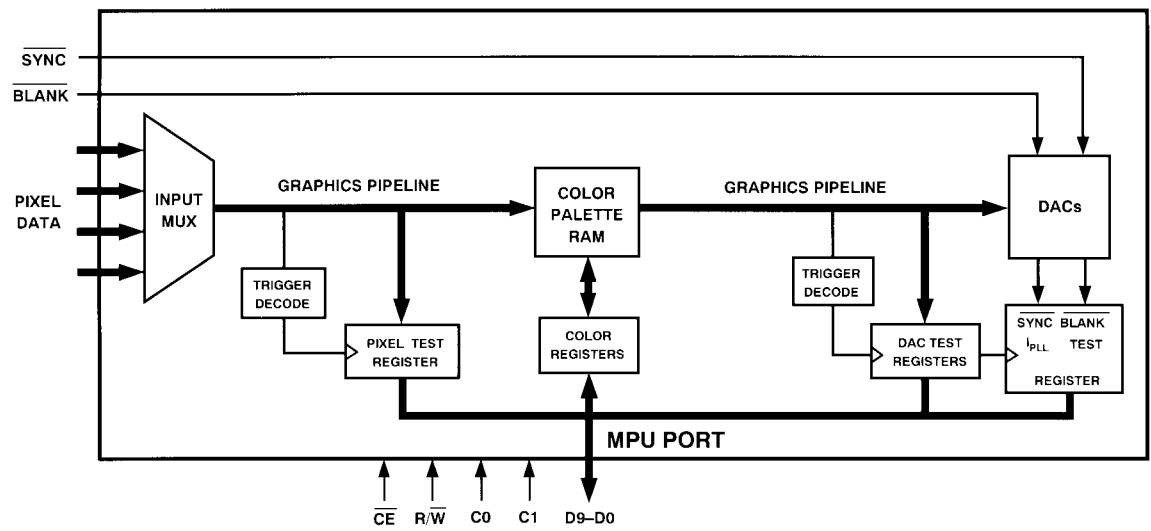 SYNC
BLANK
PIXEL
DATA
INPUT
MUX
GRAPHICS PIPELINE
COLOR
PALETTE
RAM
GRAPHICS PIPELINE
DACs
TRIGGER
DECODE
PIXEL TEST
REGISTER
COLOR
REGISTERS
TRIGGER
DECODE
DAC TEST
REGISTERS
SYNC BLANK
IPLL TEST
REGISTER
MPU PORT
CE R/W C0 C1 D9–D0